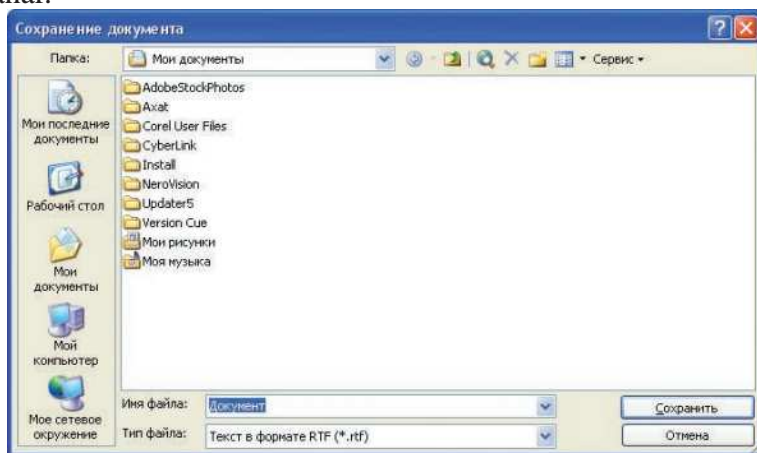 Сохранение документа
Папка:
Мои документы
Сервис
Мои последние
документы
Рабочий стол
Мои
документы
Мой
компьютер
Мое сетевое
окружение
AdobeStockPhotos
Axat
Corel User Files
CyberLink
Install
NeroVision
Updater5
Version Cue
Мои рисунки
Моя музыка
Имя файла:
Документ
Сохранить
Тип файла:
Текст в формате RTF (*.rtf)
Отмена